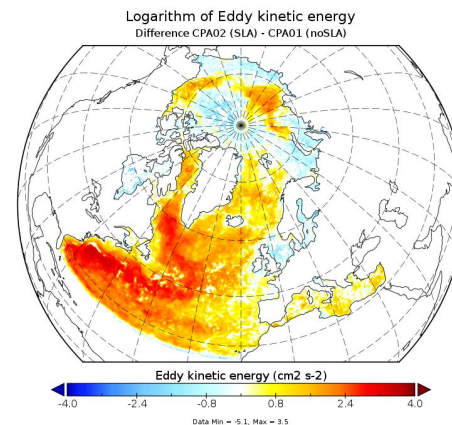 Logarithm of Eddy kinetic energy
Difference CPA02 (SLA) - CPA01 (noSLA)
Eddy kinetic energy (cm2 s-2)
-4.0 -2.4 -0.8 0.8 2.4 4.0
Data Min = -5.1, Max = 3.5